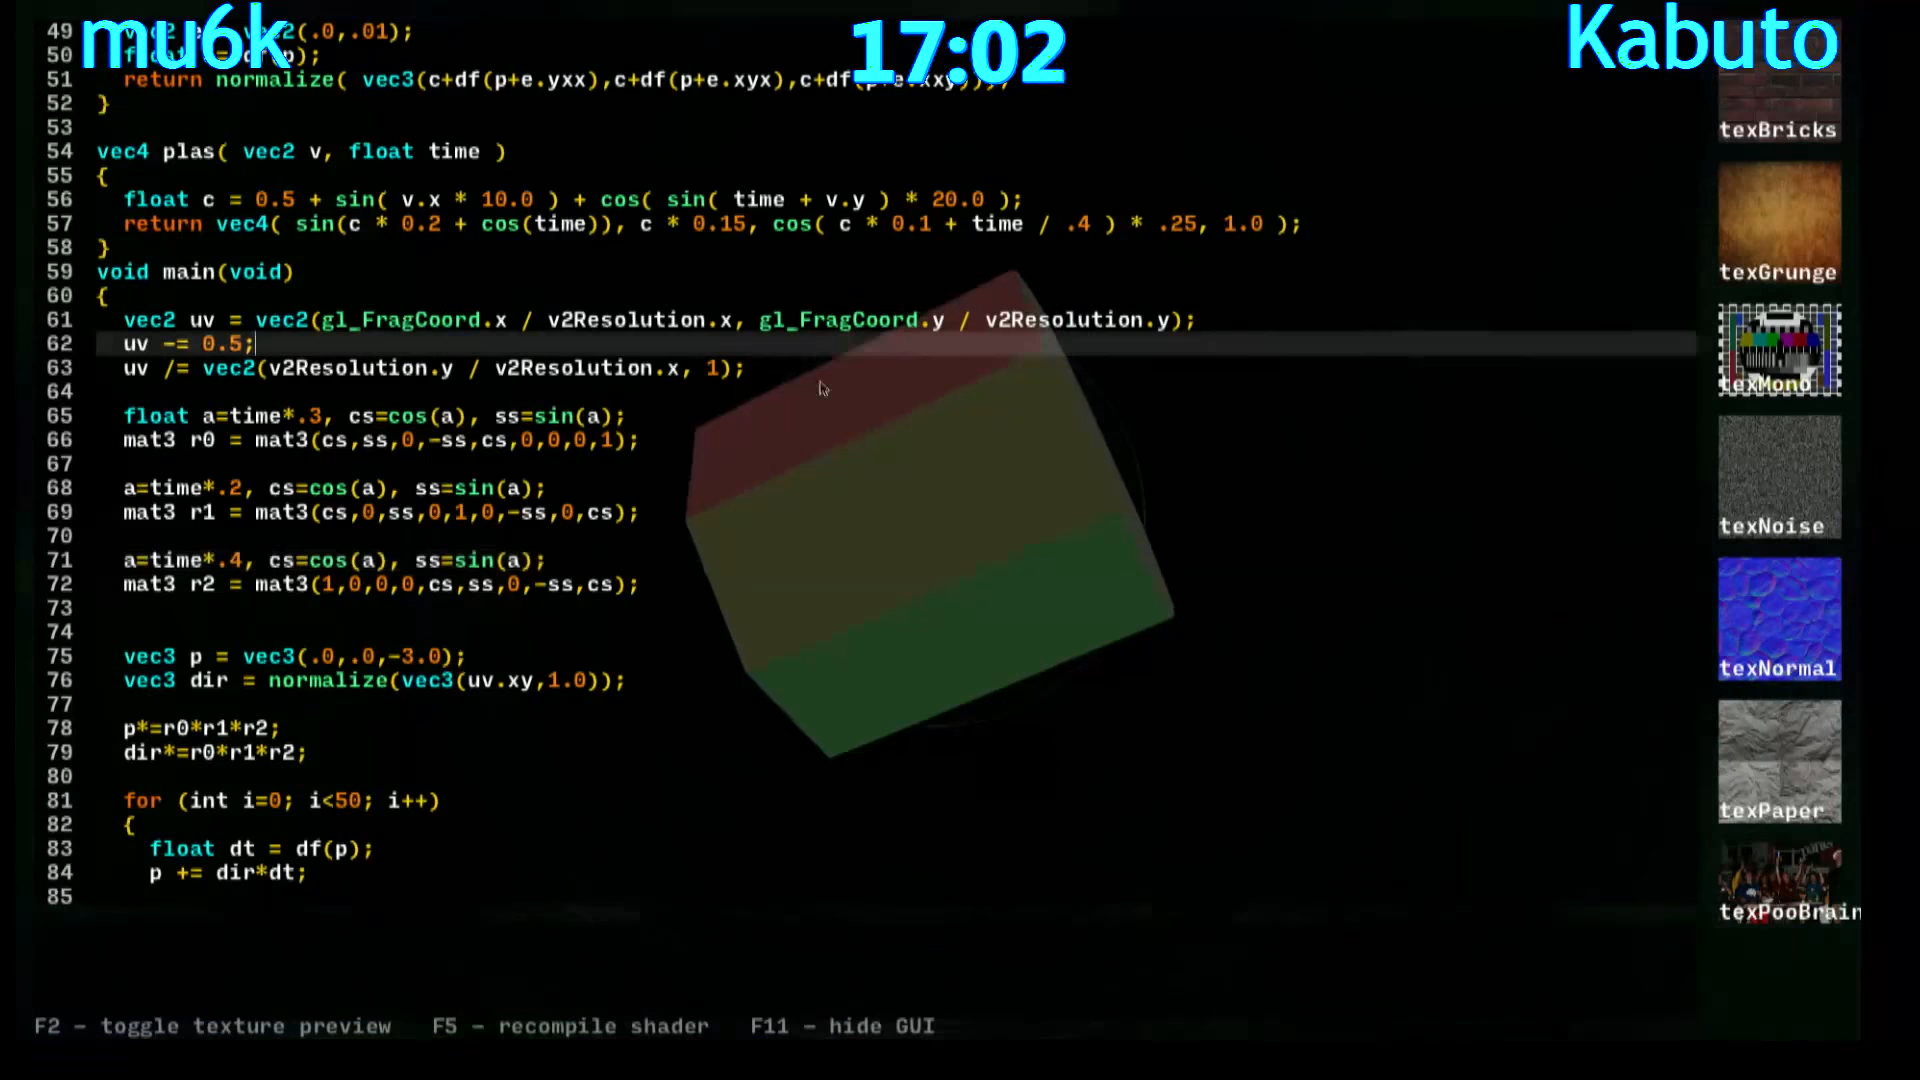 mu6k
17:02
Kabuto
49 vec2 e = vec2(.0,.01);
50 float c = df(p);
51 return normalize( vec3(c+df(p+e.yxx),c+df(p+e.xyx),c+df(p+e.xxy)));
52 }
53
54 vec4 plas( vec2 v, float time )
55 {
56 float c = 0.5 + sin( v.x * 10.0 ) + cos( sin( time + v.y ) * 20.0 );
57 return vec4( sin(c * 0.2 + cos(time)), c * 0.15, cos( c * 0.1 + time / .4 ) * .25, 1.0 );
58 }
59 void main(void)
60 {
61 vec2 uv = vec2(gl_FragCoord.x / v2Resolution.x, gl_FragCoord.y / v2Resolution.y);
62 uv -= 0.5;
63 uv /= vec2(v2Resolution.y / v2Resolution.x, 1);
64
65 float a=time*.3, cs=cos(a), ss=sin(a);
66 mat3 r0 = mat3(cs,ss,0,-ss,cs,0,0,0,1);
67
68 a=time*.2, cs=cos(a), ss=sin(a);
69 mat3 r1 = mat3(cs,0,ss,0,1,0,-ss,0,cs);
70
71 a=time*.4, cs=cos(a), ss=sin(a);
72 mat3 r2 = mat3(1,0,0,0,cs,ss,0,-ss,cs);
73
74
75 vec3 p = vec3(.0,.0,-3.0);
76 vec3 dir = normalize(vec3(uv.xy,1.0));
77
78 p*=r0*r1*r2;
79 dir*=r0*r1*r2;
80
81 for (int i=0; i<50; i++)
82 {
83 float dt = df(p);
84 p += dir*dt;
85
texBricks
texGrunge
texMono
texNoise
texNormal
texPaper
texPooBrain
F2 - toggle texture preview F5 - recompile shader F11 - hide GUI